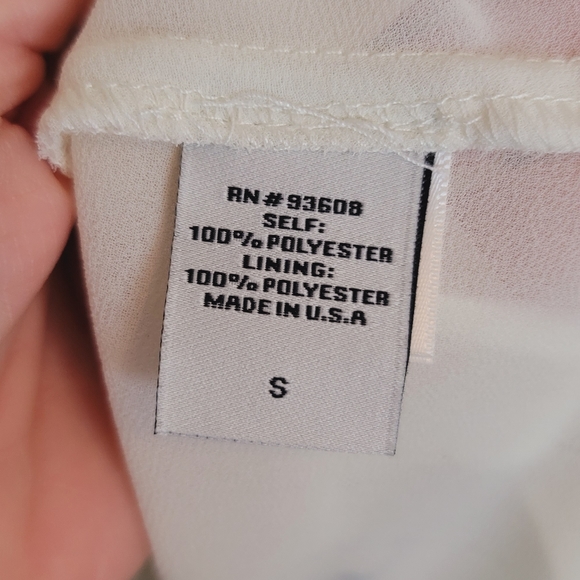 RN # 93608
SELF:
100% POLYESTER
LINING:
100% POLYESTER
MADE IN U.S.A
S